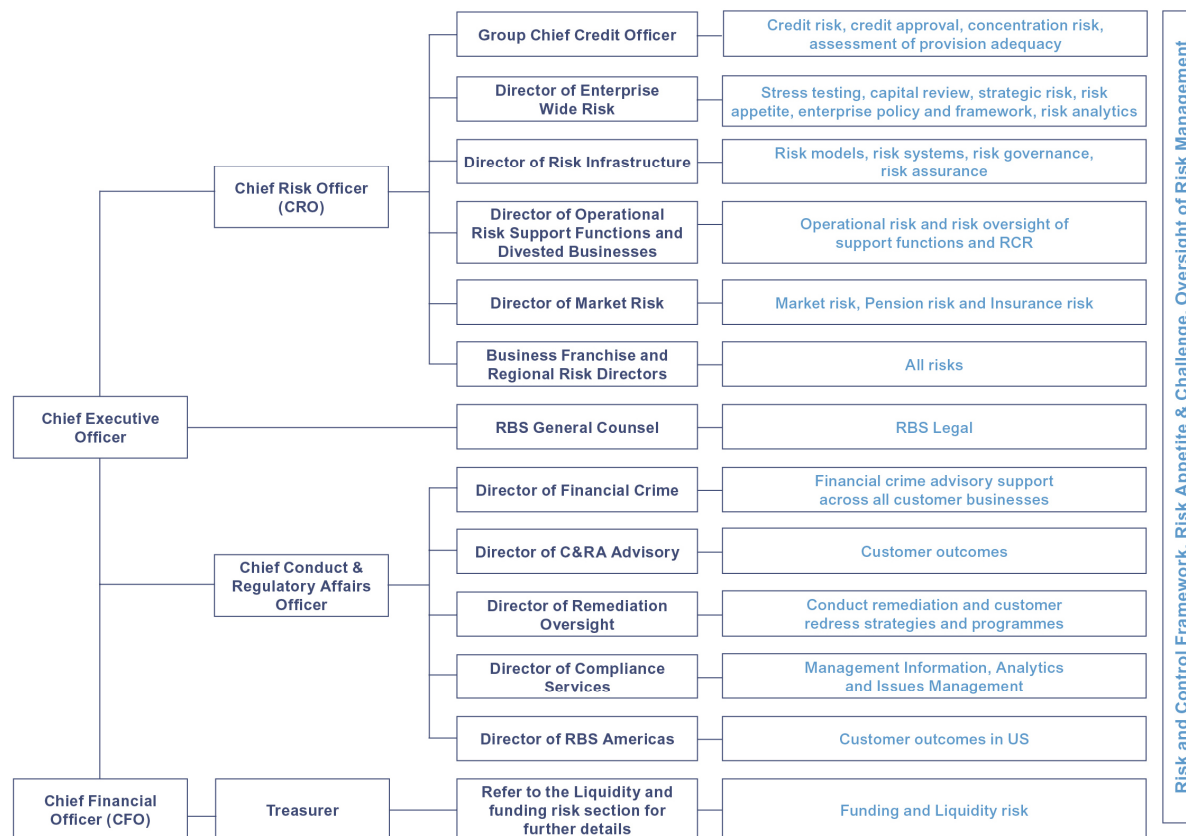 Group Chief Credit Officer
Credit risk, credit approval, concentration risk,
assessment of provision adequacy
Director of Enterprise
Wide Risk
Stress testing, capital review, strategic risk, risk
appetite, enterprise policy and framework, risk analytics
Director of Risk Infrastructure
Risk models, risk systems, risk governance,
risk assurance
Chief Risk Officer
(CRO)
Director of Operational
Risk Support Functions and
Divested Businesses
Operational risk and risk oversight of
support functions and RCR
Director of Market Risk
Market risk, Pension risk and Insurance risk
Business Franchise and
Regional Risk Directors
All risks
Chief Executive
Officer
RBS General Counsel
RBS Legal
Director of Financial Crime
Financial crime advisory support
across all customer businesses
Director of C&RA Advisory
Customer outcomes
Chief Conduct &
Regulatory Affairs
Officer
Director of Remediation
Oversight
Conduct remediation and customer
redress strategies and programmes
Director of Compliance
Services
Management Information, Analytics
and Issues Management
Director of RBS Americas
Customer outcomes in US
Chief Financial
Officer (CFO)
Treasurer
Refer to the Liquidity and
funding risk section for
further details
Funding and Liquidity risk
Risk and Control Framework, Risk Appetite & Challenge, Oversight of Risk Management